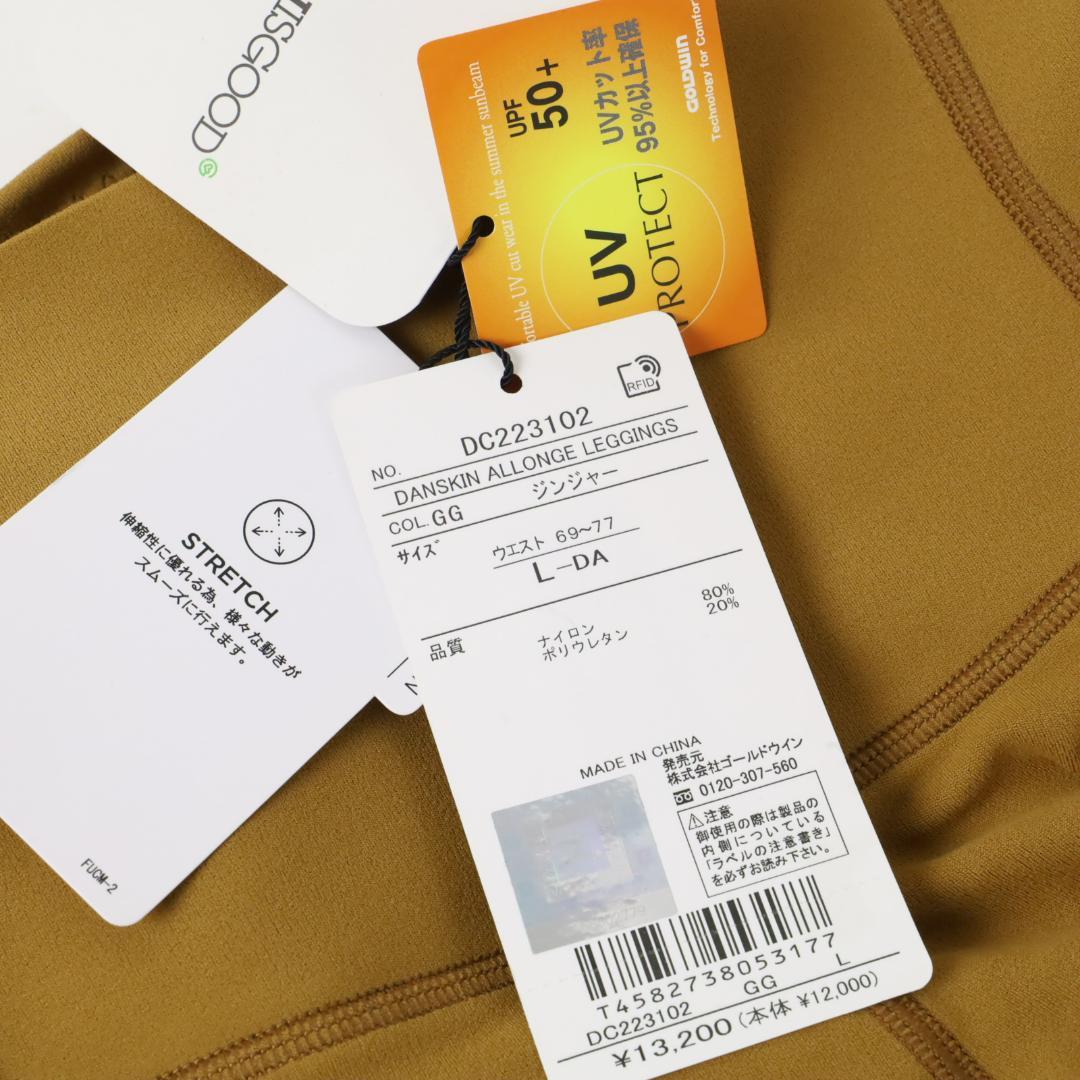 USGOOD
UPF
50+
UVカット率
95%以上確保
UV
PROTECT
ortable UV cut wear in the summer sunbeam
GOLDWIN
Technology for Comfor
STRETCH
伸縮性に優れる為、様々な動きが
スムーズに行えます。
FUCM-2
RFID
NO. DC223102
DANSKIN ALLONGE LEGGINGS
COL. GG ジンジャー
サイズ ウエスト 69~77
L-DA
品質 ナイロン 80%
ポリウレタン 20%
MADE IN CHINA
発売元
株式会社ゴールドウイン
0120-307-560
注意
御使用の際は製品の
内側についている
「ラベルの注意書き」
を必ずお読み下さい。
T4582738053177
DC223102 GG L
¥13,200 (本体 ¥12,000)